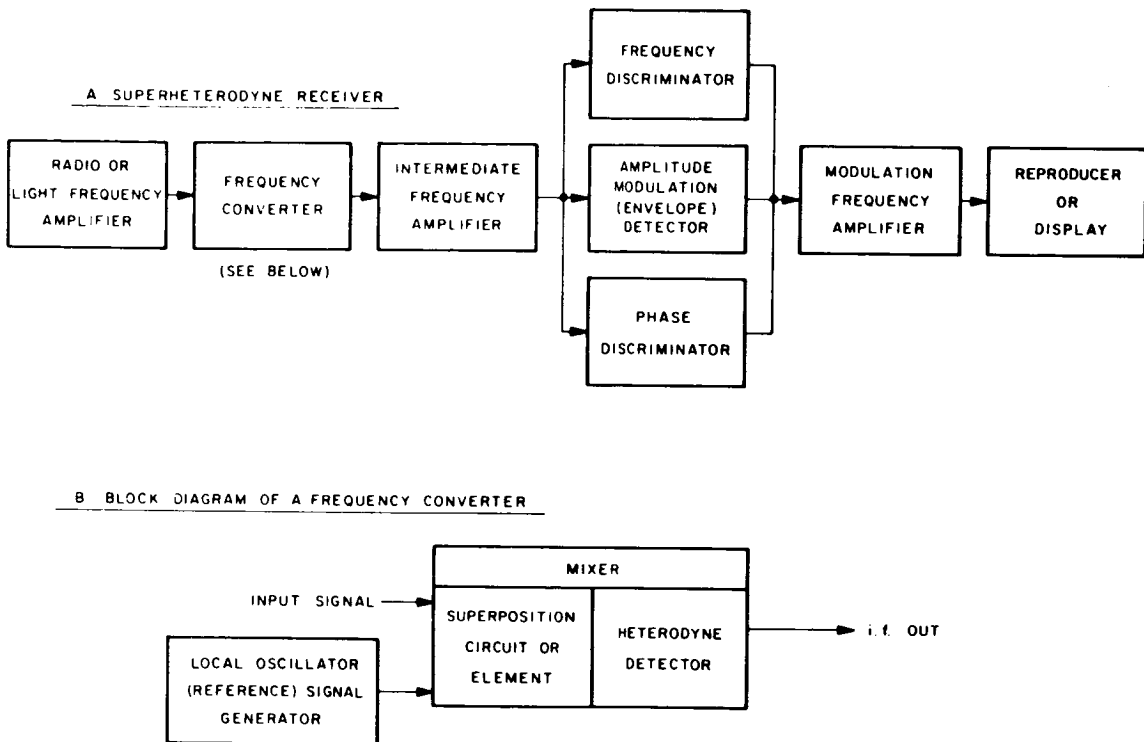 A SUPERHETERODYNE RECEIVER
RADIO OR
LIGHT FREQUENCY
AMPLIFIER
FREQUENCY
CONVERTER
(SEE BELOW)
INTERMEDIATE
FREQUENCY
AMPLIFIER
FREQUENCY
DISCRIMINATOR
AMPLITUDE
MODULATION
(ENVELOPE)
DETECTOR
PHASE
DISCRIMINATOR
MODULATION
FREQUENCY
AMPLIFIER
REPRODUCER
OR
DISPLAY
B BLOCK DIAGRAM OF A FREQUENCY CONVERTER
MIXER
INPUT SIGNAL
SUPERPOSITION
CIRCUIT OR
ELEMENT
HETERODYNE
DETECTOR
i.f. OUT
LOCAL OSCILLATOR
(REFERENCE) SIGNAL
GENERATOR